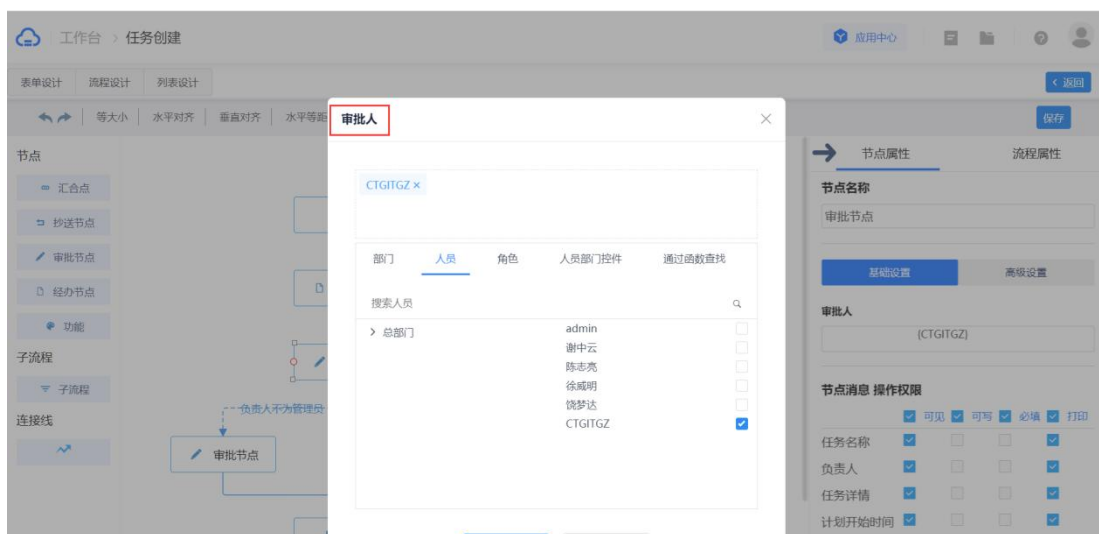 工作台 > 任务创建
应用中心
表单设计 流程设计 列表设计
< 返回
等大小 水平对齐 垂直对齐 水平等距
保存
节点
汇合点
抄送节点
审批节点
经办节点
功能
子流程
子流程
连接线
负责人不为管理员
审批节点
审批人
CTGITGZ ×
部门 人员 角色 人员部门控件 通过函数查找
搜索人员
> 总部门
admin
谢中云
陈志亮
徐威明
饶梦达
CTGITGZ
节点属性 流程属性
节点名称
审批节点
基础设置 高级设置
审批人
{CTGITGZ}
节点消息 操作权限
可见 可写 必填 打印
任务名称
负责人
任务详情
计划开始时间